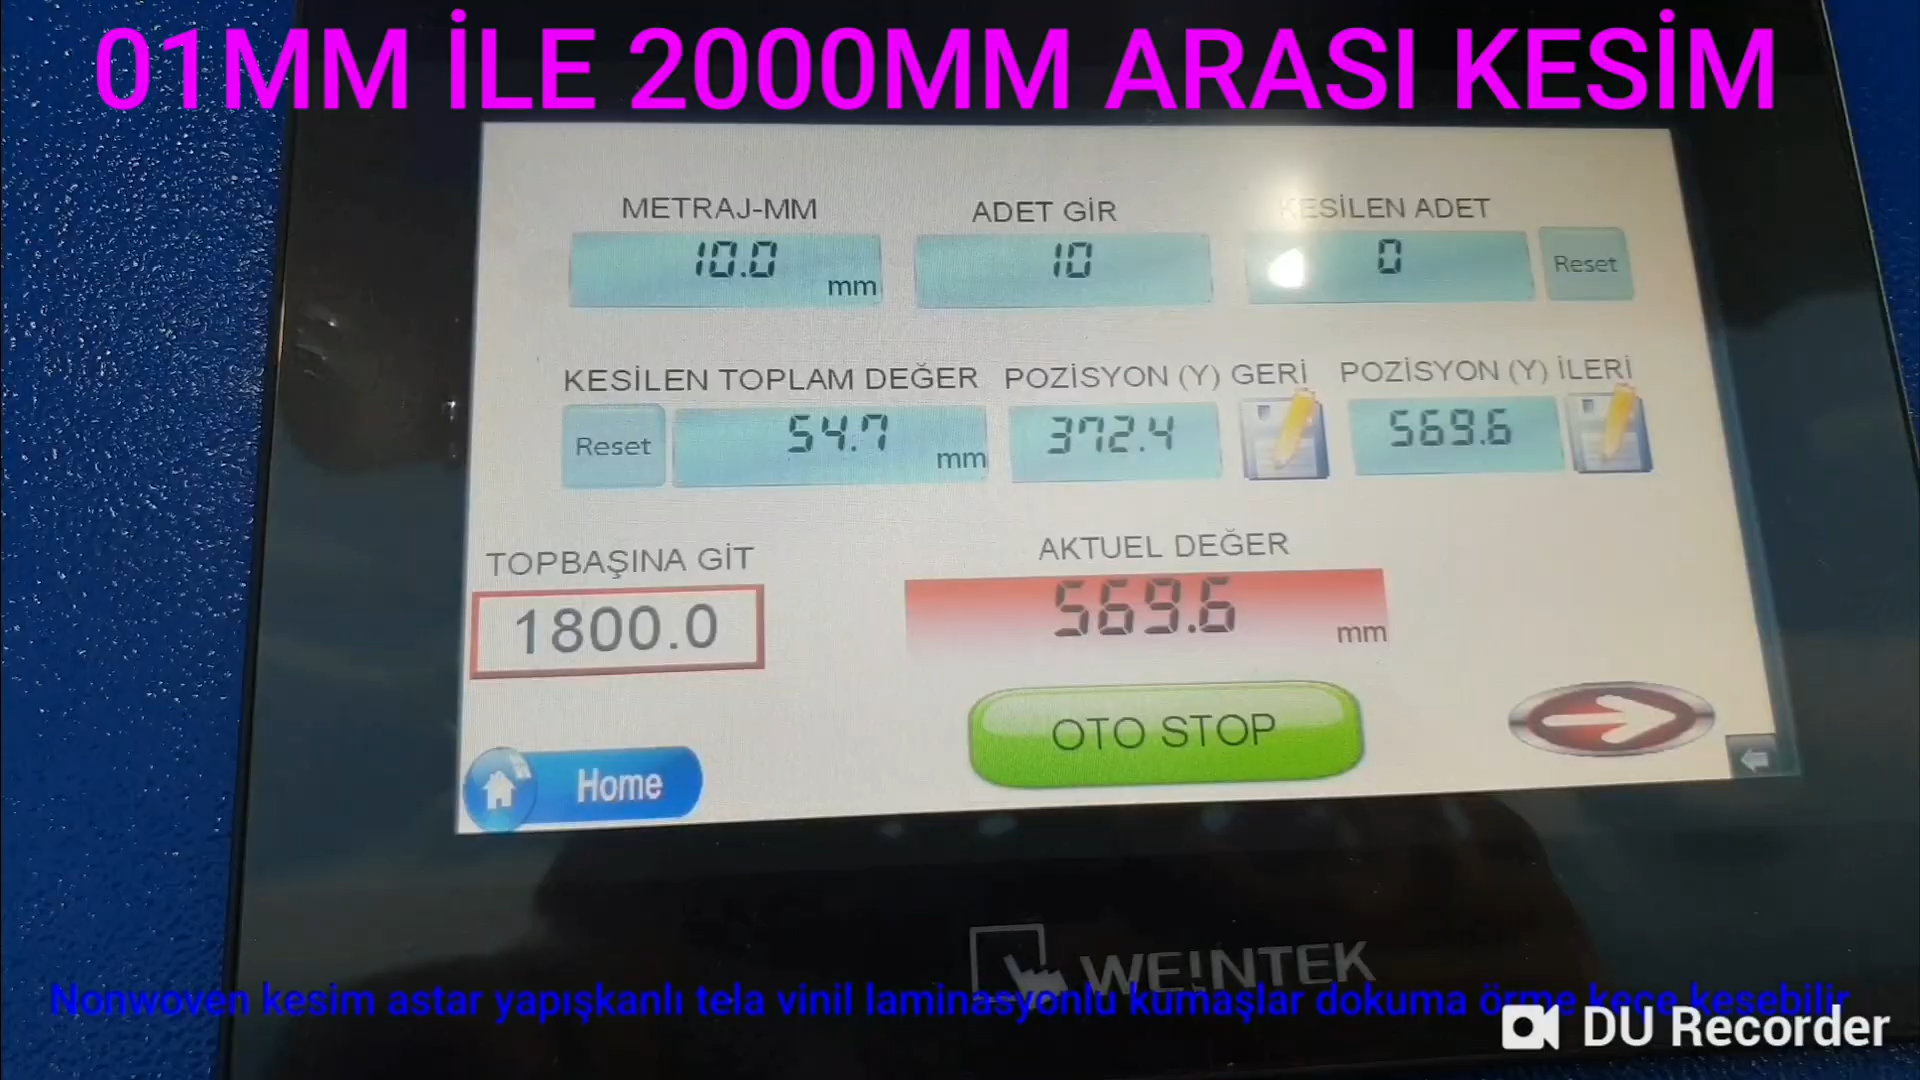 01MM İLE 2000MM ARASI KESİM
METRAJ-MM ADET GİR KESİLEN ADET
10.0 mm 10 0 Reset
KESİLEN TOPLAM DEĞER POZİSYON (Y) GERİ POZİSYON (Y) İLERİ
Reset 54.7 mm 372.4 569.6
TOPBAŞINA GİT AKTUEL DEĞER
1800.0 569.6 mm
OTO STOP
Home
WE!NTEK
Nonwoven kesim astar yapışkanlı tela vinil laminasyonlu kumaşlar dokuma örme keçe kesebilir
DU Recorder